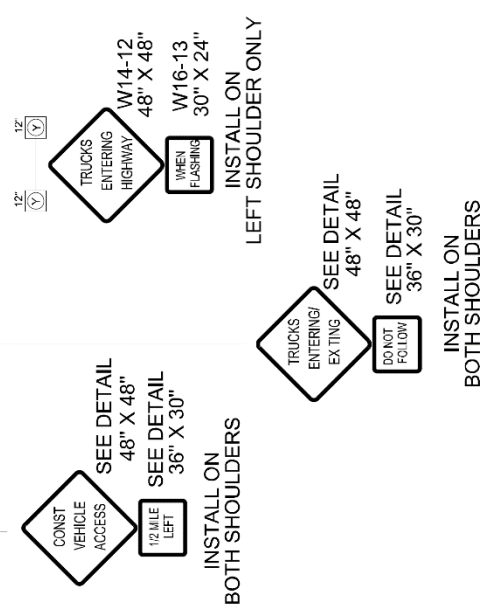 12"
Y
12"
Y
TRUCKS
ENTERING
HIGHWAY
W14-12
48" X 48"
WHEN
FLASHING
W16-13
30" X 24"
INSTALL ON
LEFT SHOULDER ONLY
TRUCKS
ENTERING/
EX TING
SEE DETAIL
48" X 48"
DO NOT
FOLLOW
SEE DETAIL
36" X 30"
INSTALL ON
BOTH SHOULDERS
CONST
VEHICLE
ACCESS
SEE DETAIL
48" X 48"
1/2 MILE
LEFT
SEE DETAIL
36" X 30"
INSTALL ON
BOTH SHOULDERS